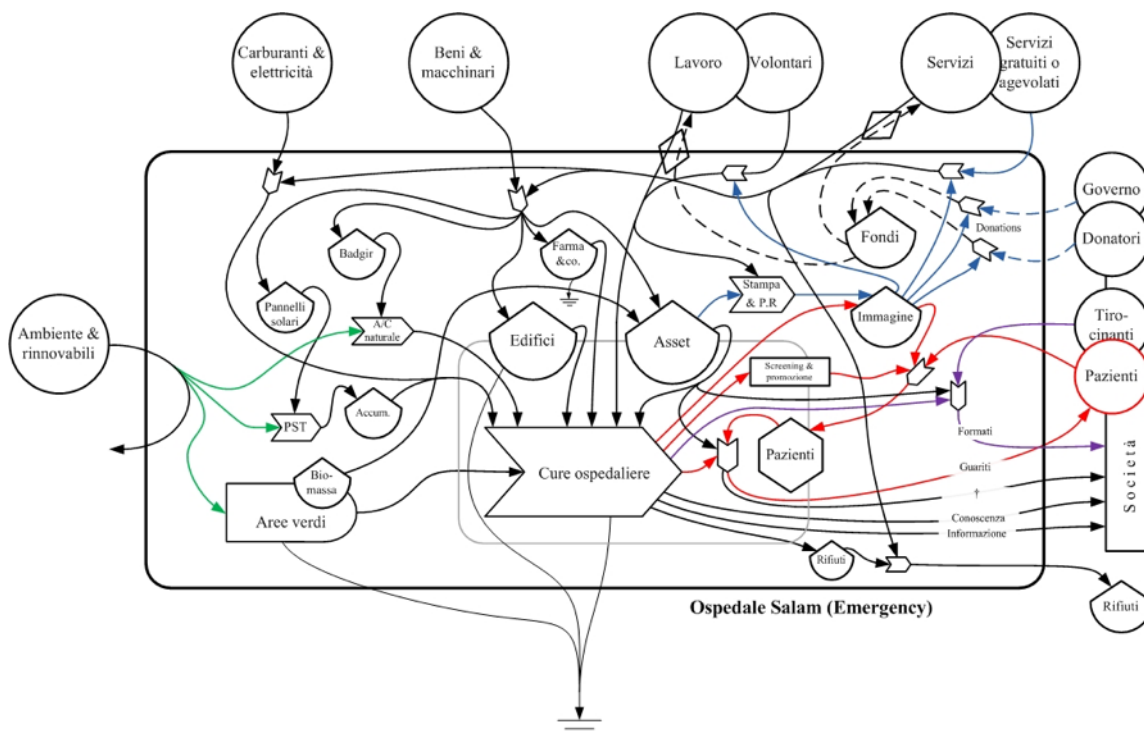 Carburanti &
elettricità
Beni &
macchinari
Lavoro
Volontari
Servizi
Servizi
gratuiti o
agevolati
Governo
Donatori
Donations
Fondi
Badgir
Farma
&co.
Pannelli
solari
A/C
naturale
Stampa
& P.R
Immagine
Tiro-
cinanti
Ambiente &
rinnovabili
Edifici
Asset
Screening &
promozione
Pazienti
PST
Accum.
Formati
Bio-
massa
Aree verdi
Cure ospedaliere
Pazienti
Guariti
†
Conoscenza
Informazione
Società
Rifiuti
Rifiuti
Ospedale Salam (Emergency)